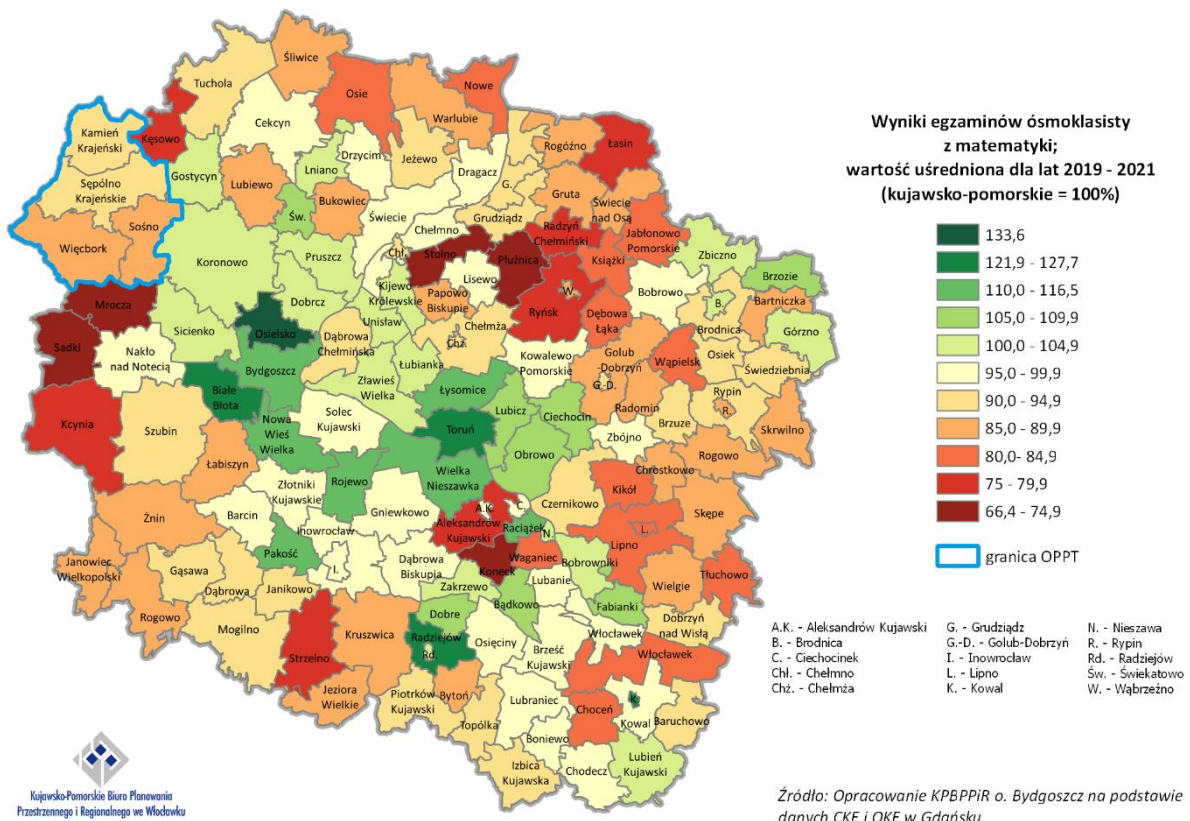 Wyniki egzaminów ósmoklasisty
z matematyki;
wartość uśredniona dla lat 2019 - 2021
(kujawsko-pomorskie = 100%)
133,6
121,9 - 127,7
110,0 - 116,5
105,0 - 109,9
100,0 - 104,9
95,0 - 99,9
90,0 - 94,9
85,0 - 89,9
80,0- 84,9
75 - 79,9
66,4 - 74,9
granica OPPT
A.K. - Aleksandrów Kujawski
B. - Brodnica
C. - Ciechocinek
Chł. - Chełmno
Chż. - Chełmża
G. - Grudziądz
G.-D. - Golub-Dobrzyń
I. - Inowrocław
L. - Lipno
K. - Kowal
N. - Nieszawa
R. - Rypin
Rd. - Radziejów
Św. - Świekatowo
W. - Wąbrzeźno
Śliwice
Tuchola
Osie
Nowe
Warlubie
Kamień
Krajeński
Kęsowo
Cekcyn
Rogóźno
Łasin
Drzycim
Jeżewo
Dragacz
Sępólno
Krajeńskie
Gostycyn
Lubiewo
Lniano
G.
Gruta
Świecie
nad Osą
Św.
Bukowiec
Świecie
Grudziądz
Więcbork
Sośno
Chełmno
Radzyń
Chełmiński
Jabłonowo
Pomorskie
Koronowo
Pruszcz
Chł.
Stolno
Płużnica
Książki
Zbiczno
Brzozie
Lisewo
Bobrowo
Bartniczka
Mrocza
Dobrcz
Kijewo
Królewskie
Papowo
Biskupie
W.
B.
Ryńsk
Dębowa
Łąka
Brodnica
Górzno
Sicienko
Osielsko
Unisław
Chełmża
Sadki
Nakło
nad Notecią
Dąbrowa
Chełmińska
Chż.
Kowalewo
Pomorskie
Golub
-Dobrzyń
Wąpielsk
Osiek
Świedziebnia
Bydgoszcz
Łubianka
G.-D.
Białe
Błota
Zławieś
Wielka
Łysomice
Rypin
R.
Kcynia
Szubin
Solec
Kujawski
Lubicz
Ciechocin
Radomin
Brzuze
Skrwilno
Toruń
Nowa
Wieś
Wielka
Zbójno
Rogowo
Łabiszyn
Obrowo
Chrostkowo
Rojewo
Wielka
Nieszawka
Kikół
Skępe
Złotniki
Kujawskie
Czernikowo
Gniewkowo
A.K.
C.
Żnin
Barcin
Inowrocław
Aleksandrów
Kujawski
Raciążek
N.
L.
Lipno
Pakość
I.
Waganiec
Bobrowniki
Tłuchowo
Janowiec
Wielkopolski
Gąsawa
Dąbrowa
Biskupia
Koneck
Wielgie
Dąbrowa
Janikowo
Zakrzewo
Lubanie
Fabianki
Bądkowo
Rogowo
Dobre
Dobrzyń
nad Wisłą
Mogilno
Kruszwica
Radziejów
Rd.
Osięciny
Włocławek
Strzelno
Brześć
Kujawski
Włocławek
Jeziora
Wielkie
Piotrków
Kujawski
Bytoń
Lubraniec
Choceń
K.
Topólka
Kowal
Baruchowo
Boniewo
Lubień
Kujawski
Izbica
Kujawska
Chodecz
Kujawsko-Pomorskie Biuro Planowania
Przestrzennego i Regionalnego we Włocławku
Źródło: Opracowanie KPBPPiR o. Bydgoszcz na podstawie
danych CKE i OKE w Gdańsku